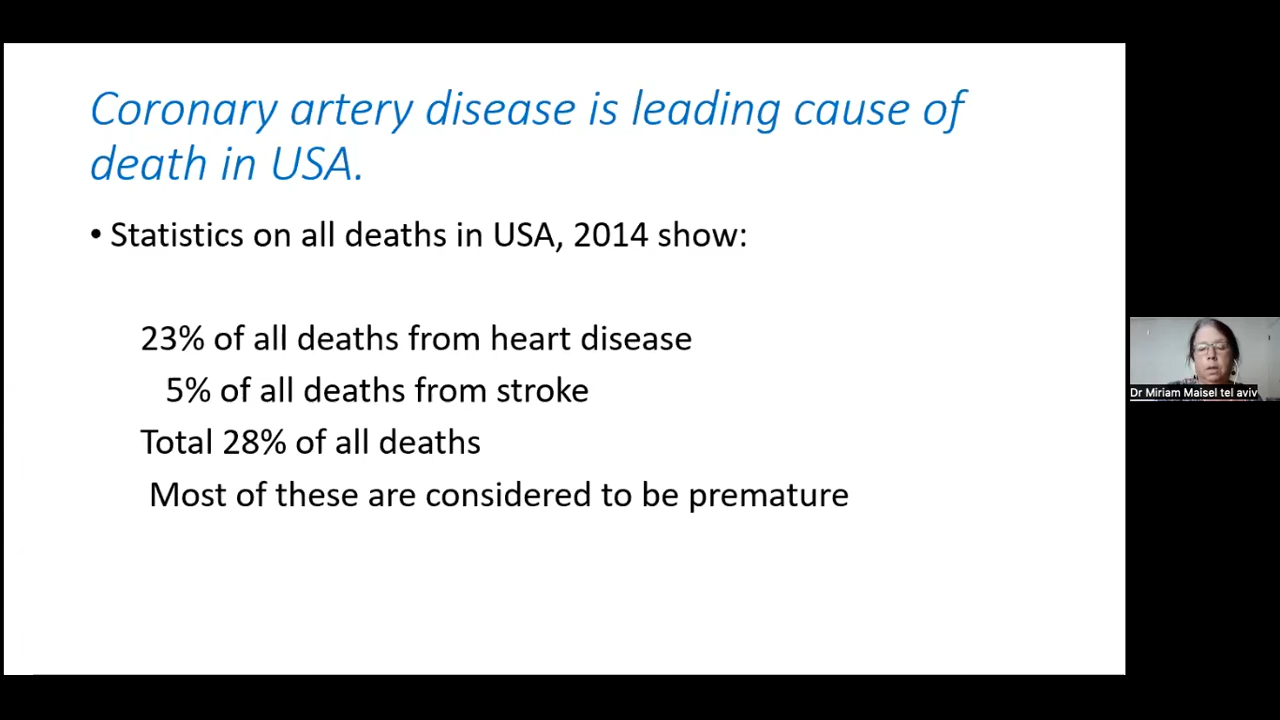 Coronary artery disease is leading cause of
death in USA.
• Statistics on all deaths in USA, 2014 show:
23% of all deaths from heart disease
5% of all deaths from stroke
Total 28% of all deaths
Most of these are considered to be premature
Dr Miriam Maisel tel aviv